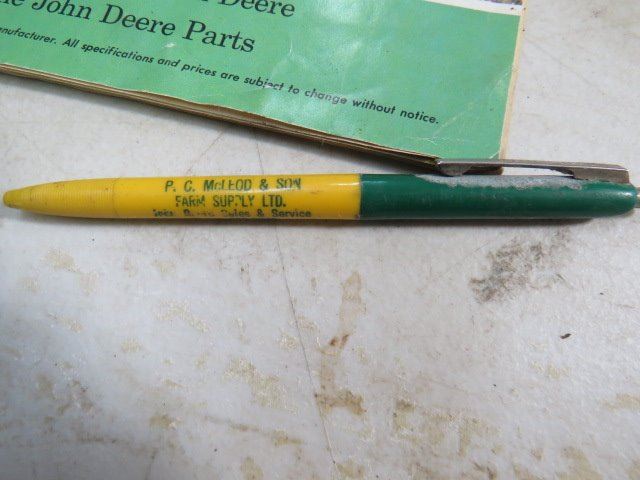 Deere
John Deere Parts
manufacturer. All specifications and prices are subject to change without notice.
P. C. McLEOD & SON
FARM SUPPLY LTD.
Sales & Service